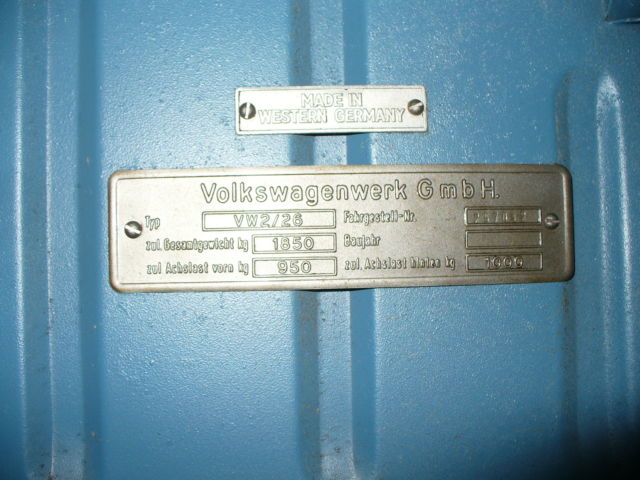 MADE IN
WESTERN GERMANY
Volkswagenwerk G m b H.
Typ VW2/26 Fahrgestell-Nr.
zul. Gesamtgewicht kg 1850 Baujahr
zul Achslast vorn kg 950 zul. Achslast hinten kg 1000